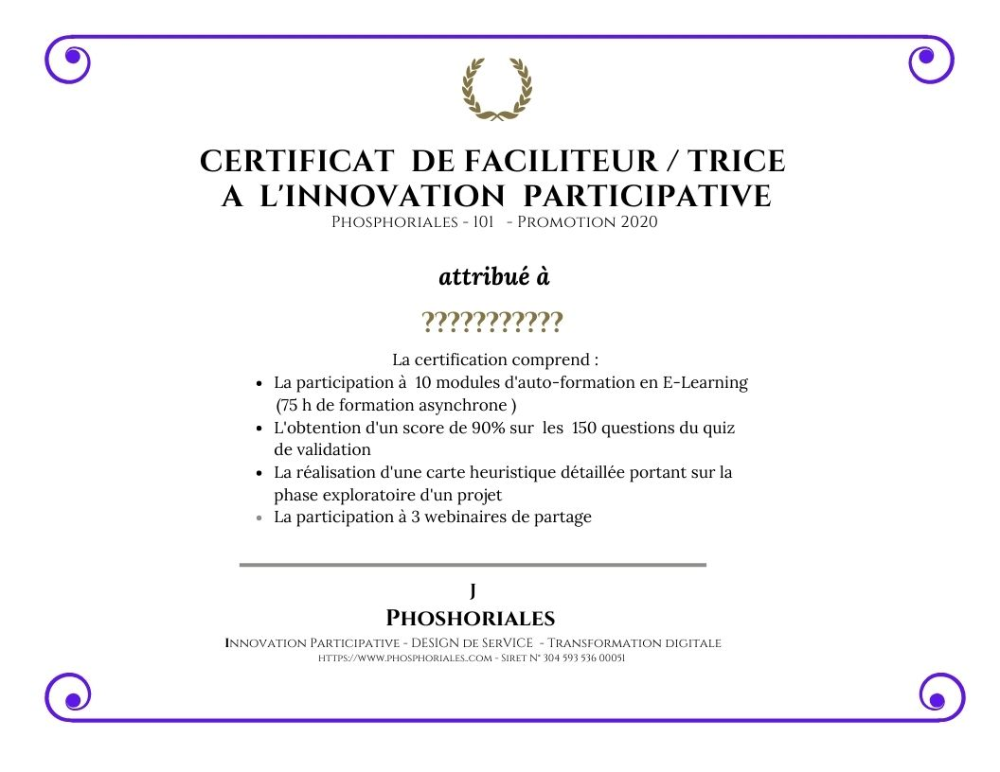 CERTIFICAT DE FACILITEUR / TRICE
A L'INNOVATION PARTICIPATIVE
Phosphoriales - 101 - Promotion 2020
attribué à
???????????
La certification comprend :
• La participation à 10 modules d'auto-formation en E-Learning
(75 h de formation asynchrone )
• L'obtention d'un score de 90% sur les 150 questions du quiz
de validation
• La réalisation d'une carte heuristique détaillée portant sur la
phase exploratoire d'un projet
• La participation à 3 webinaires de partage
J
Phoshoriales
Innovation Participative - DESIGN de SerVICE - Transformation digitale
https://www.phosphoriales.com - Siret N° 304 593 536 00051